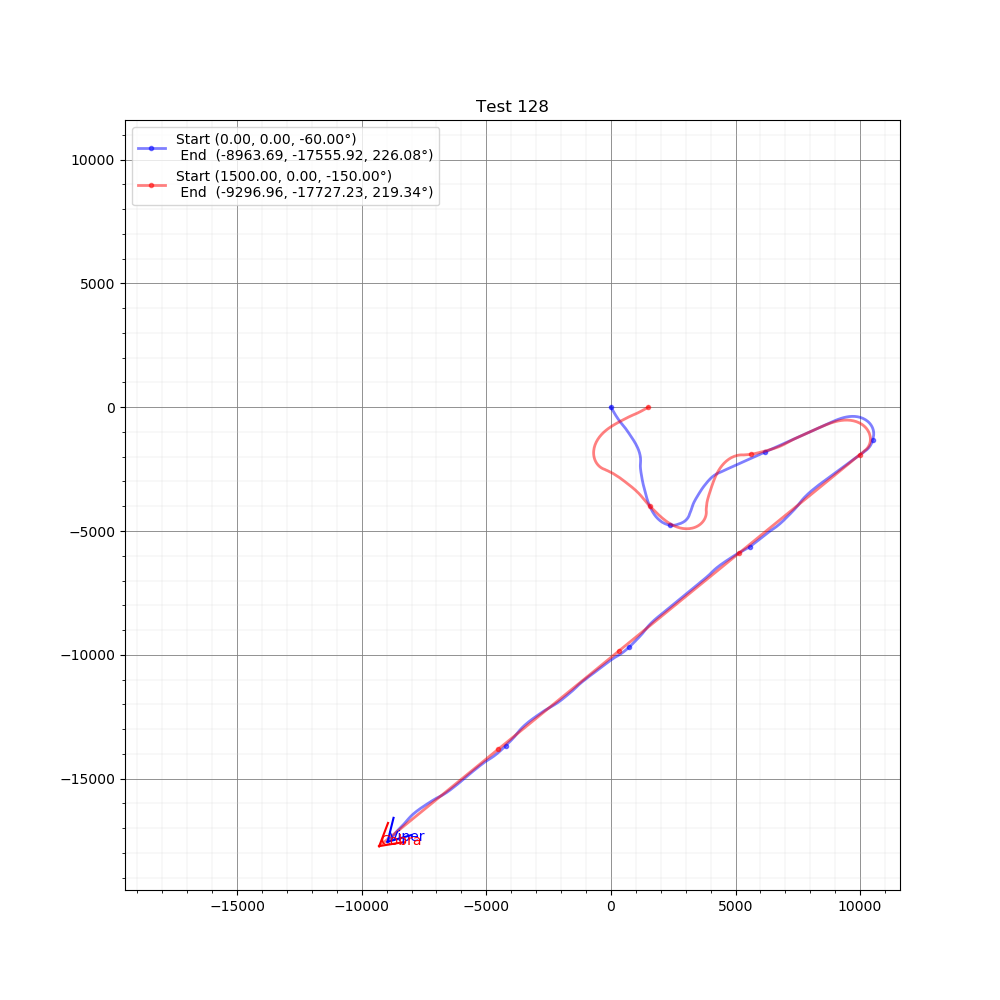 Test 128
Start (0.00, 0.00, -60.00°)
End (-8963.69, -17555.92, 226.08°)
Start (1500.00, 0.00, -150.00°)
End (-9296.96, -17727.23, 219.34°)
10000
5000
0
−5000
−10000
−15000
Viper
−15000 −10000 −5000 0 5000 10000